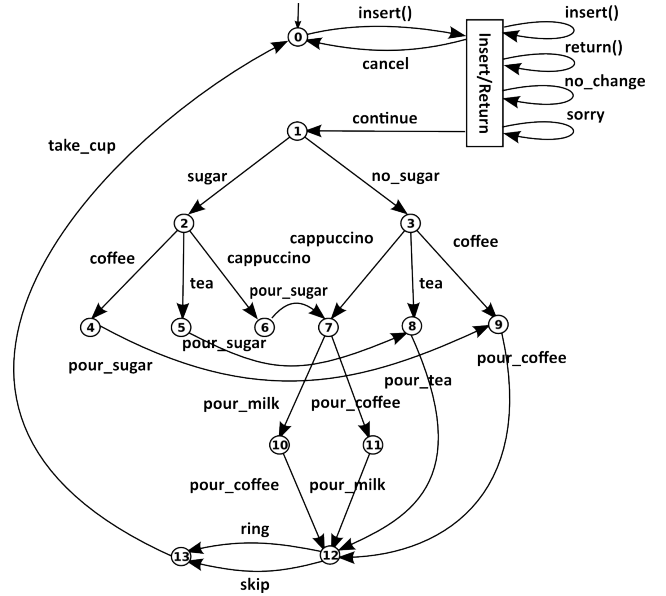 insert()
insert()
0
return()
cancel
Insert/Return
no_change
continue
sorry
1
take_cup
sugar
no_sugar
2
3
cappuccino
coffee
coffee
cappuccino
tea
tea
pour_sugar
4
5
6
7
8
9
pour_sugar
pour_sugar
pour_coffee
pour_tea
pour_milk
pour_coffee
10
11
pour_coffee
pour_milk
ring
13
12
skip